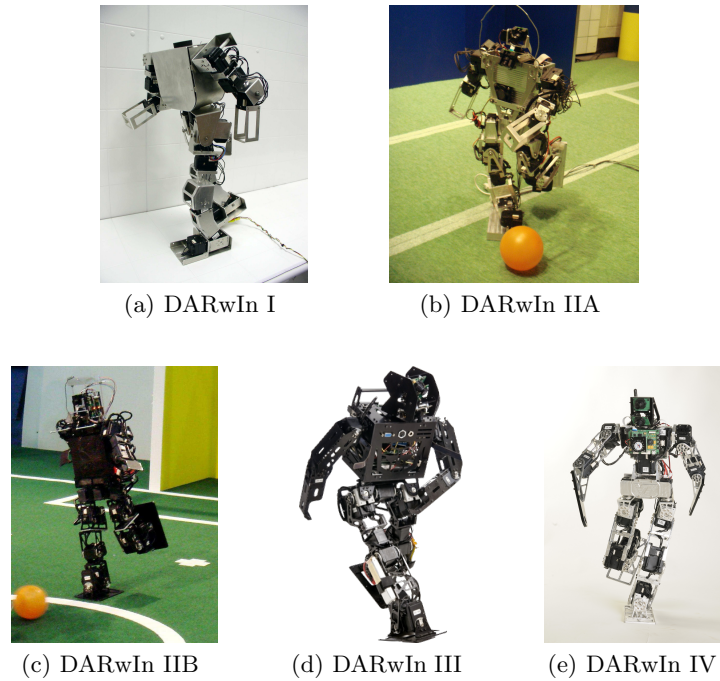 (a) DARwIn I
(b) DARwIn IIA
(c) DARwIn IIB
(d) DARwIn III
(e) DARwIn IV